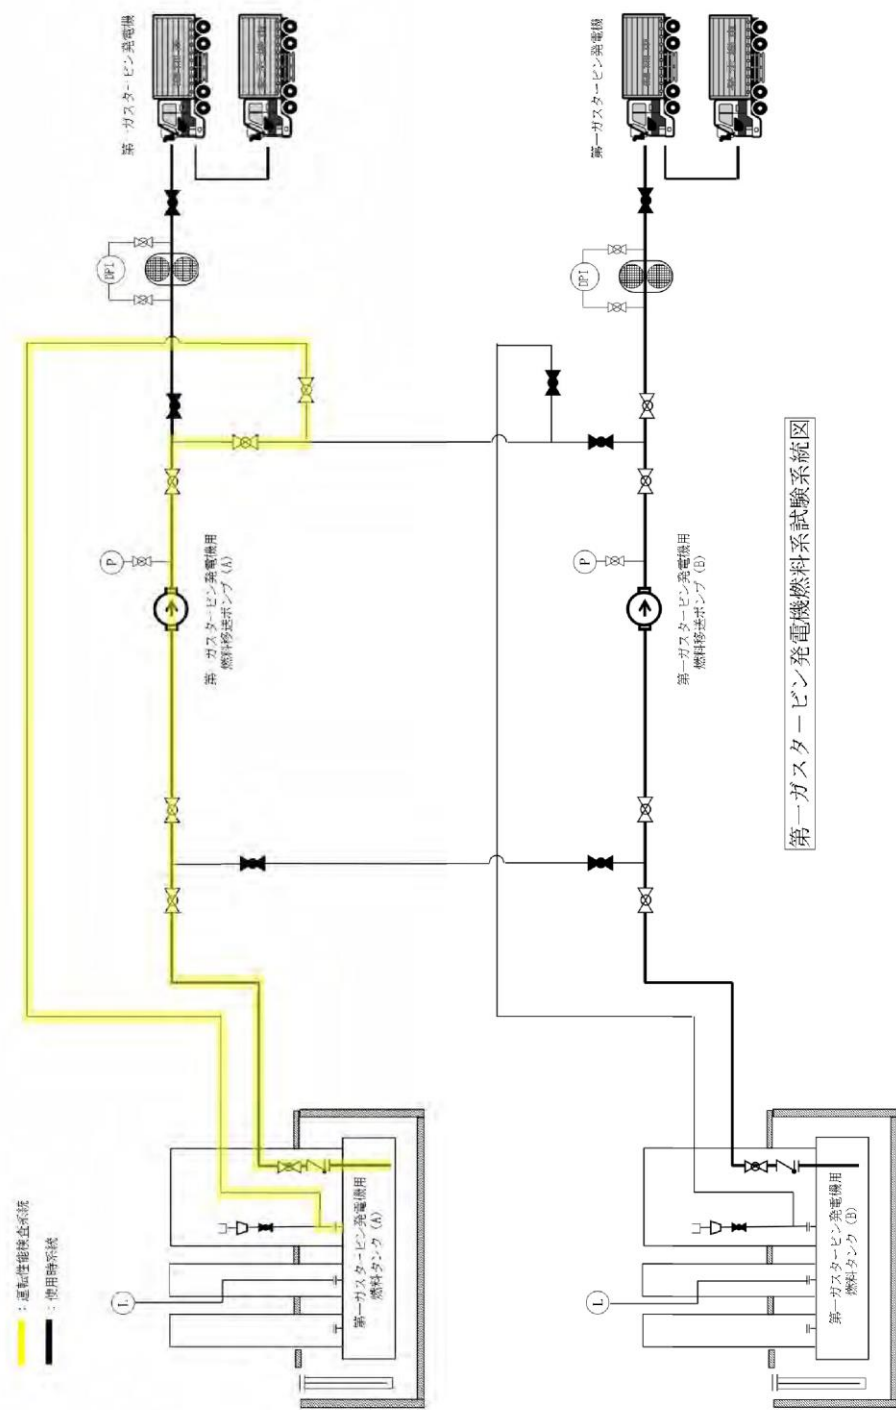 ：運転性能検査系統
：使用時系統
第一ガスタービン発電機
DPI
P
第一ガスタービン発電機用
燃料移送ポンプ（A）
L
第一ガスタービン発電機用
燃料タンク（A）
第一ガスタービン発電機
DPI
P
第一ガスタービン発電機用
燃料移送ポンプ（B）
L
第一ガスタービン発電機用
燃料タンク（B）
第一ガスタービン発電機燃料系試験系統図